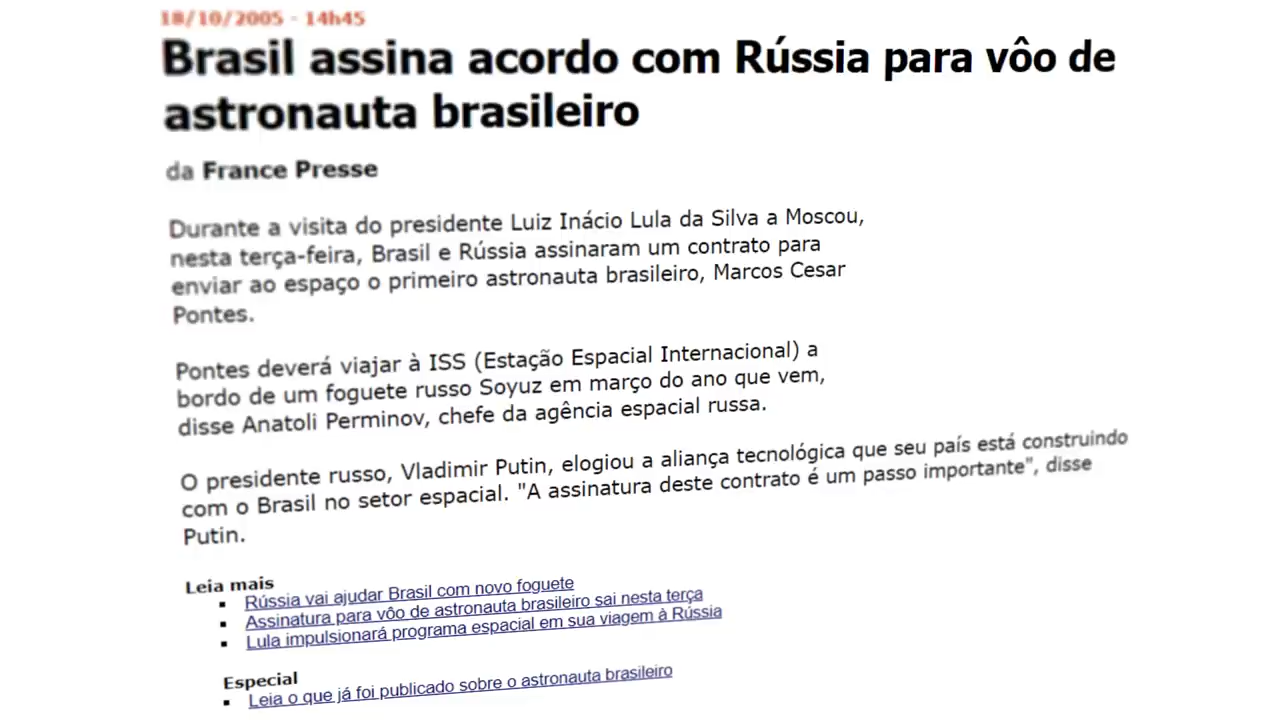 18/10/2005 - 14h45
Brasil assina acordo com Rússia para vôo de
astronauta brasileiro
da France Presse
Durante a visita do presidente Luiz Inácio Lula da Silva a Moscou,
nesta terça-feira, Brasil e Rússia assinaram um contrato para
enviar ao espaço o primeiro astronauta brasileiro, Marcos Cesar
Pontes.
Pontes deverá viajar à ISS (Estação Espacial Internacional) a
bordo de um foguete russo Soyuz em março do ano que vem,
disse Anatoli Perminov, chefe da agência espacial russa.
O presidente russo, Vladimir Putin, elogiou a aliança tecnológica que seu país está construindo
com o Brasil no setor espacial. "A assinatura deste contrato é um passo importante", disse
Putin.
Leia mais
▪ Rússia vai ajudar Brasil com novo foguete
▪ Assinatura para vôo de astronauta brasileiro sai nesta terça
▪ Lula impulsionará programa espacial em sua viagem à Rússia
Especial
▪ Leia o que já foi publicado sobre o astronauta brasileiro